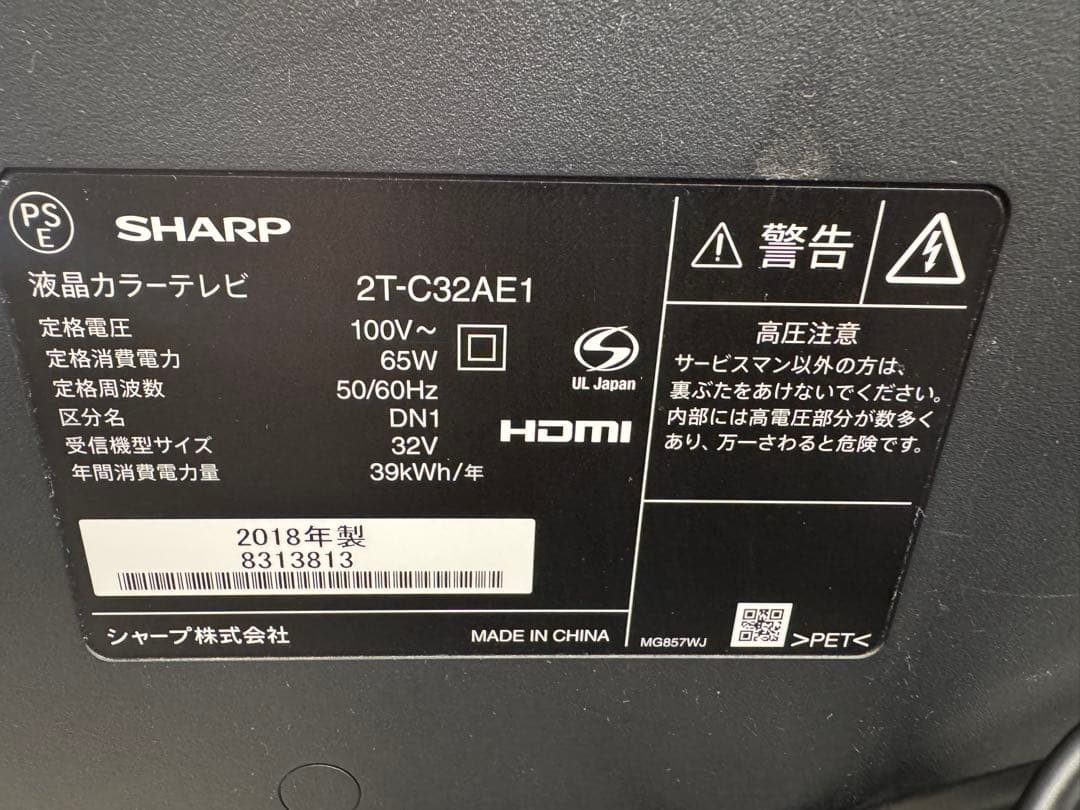 PS
E
SHARP
液晶カラーテレビ 2T-C32AE1
定格電圧 100V～
定格消費電力 65W
定格周波数 50/60Hz
区分名 DN1
受信機型サイズ 32V
年間消費電力量 39kWh/年
S
UL Japan
HDMI
2018年製
8313813
シャープ株式会社 MADE IN CHINA
警告
高圧注意
サービスマン以外の方は、
裏ぶたをあけないでください。
内部には高電圧部分が数多く
あり、万一さわると危険です。
MG857WJ
>PET<